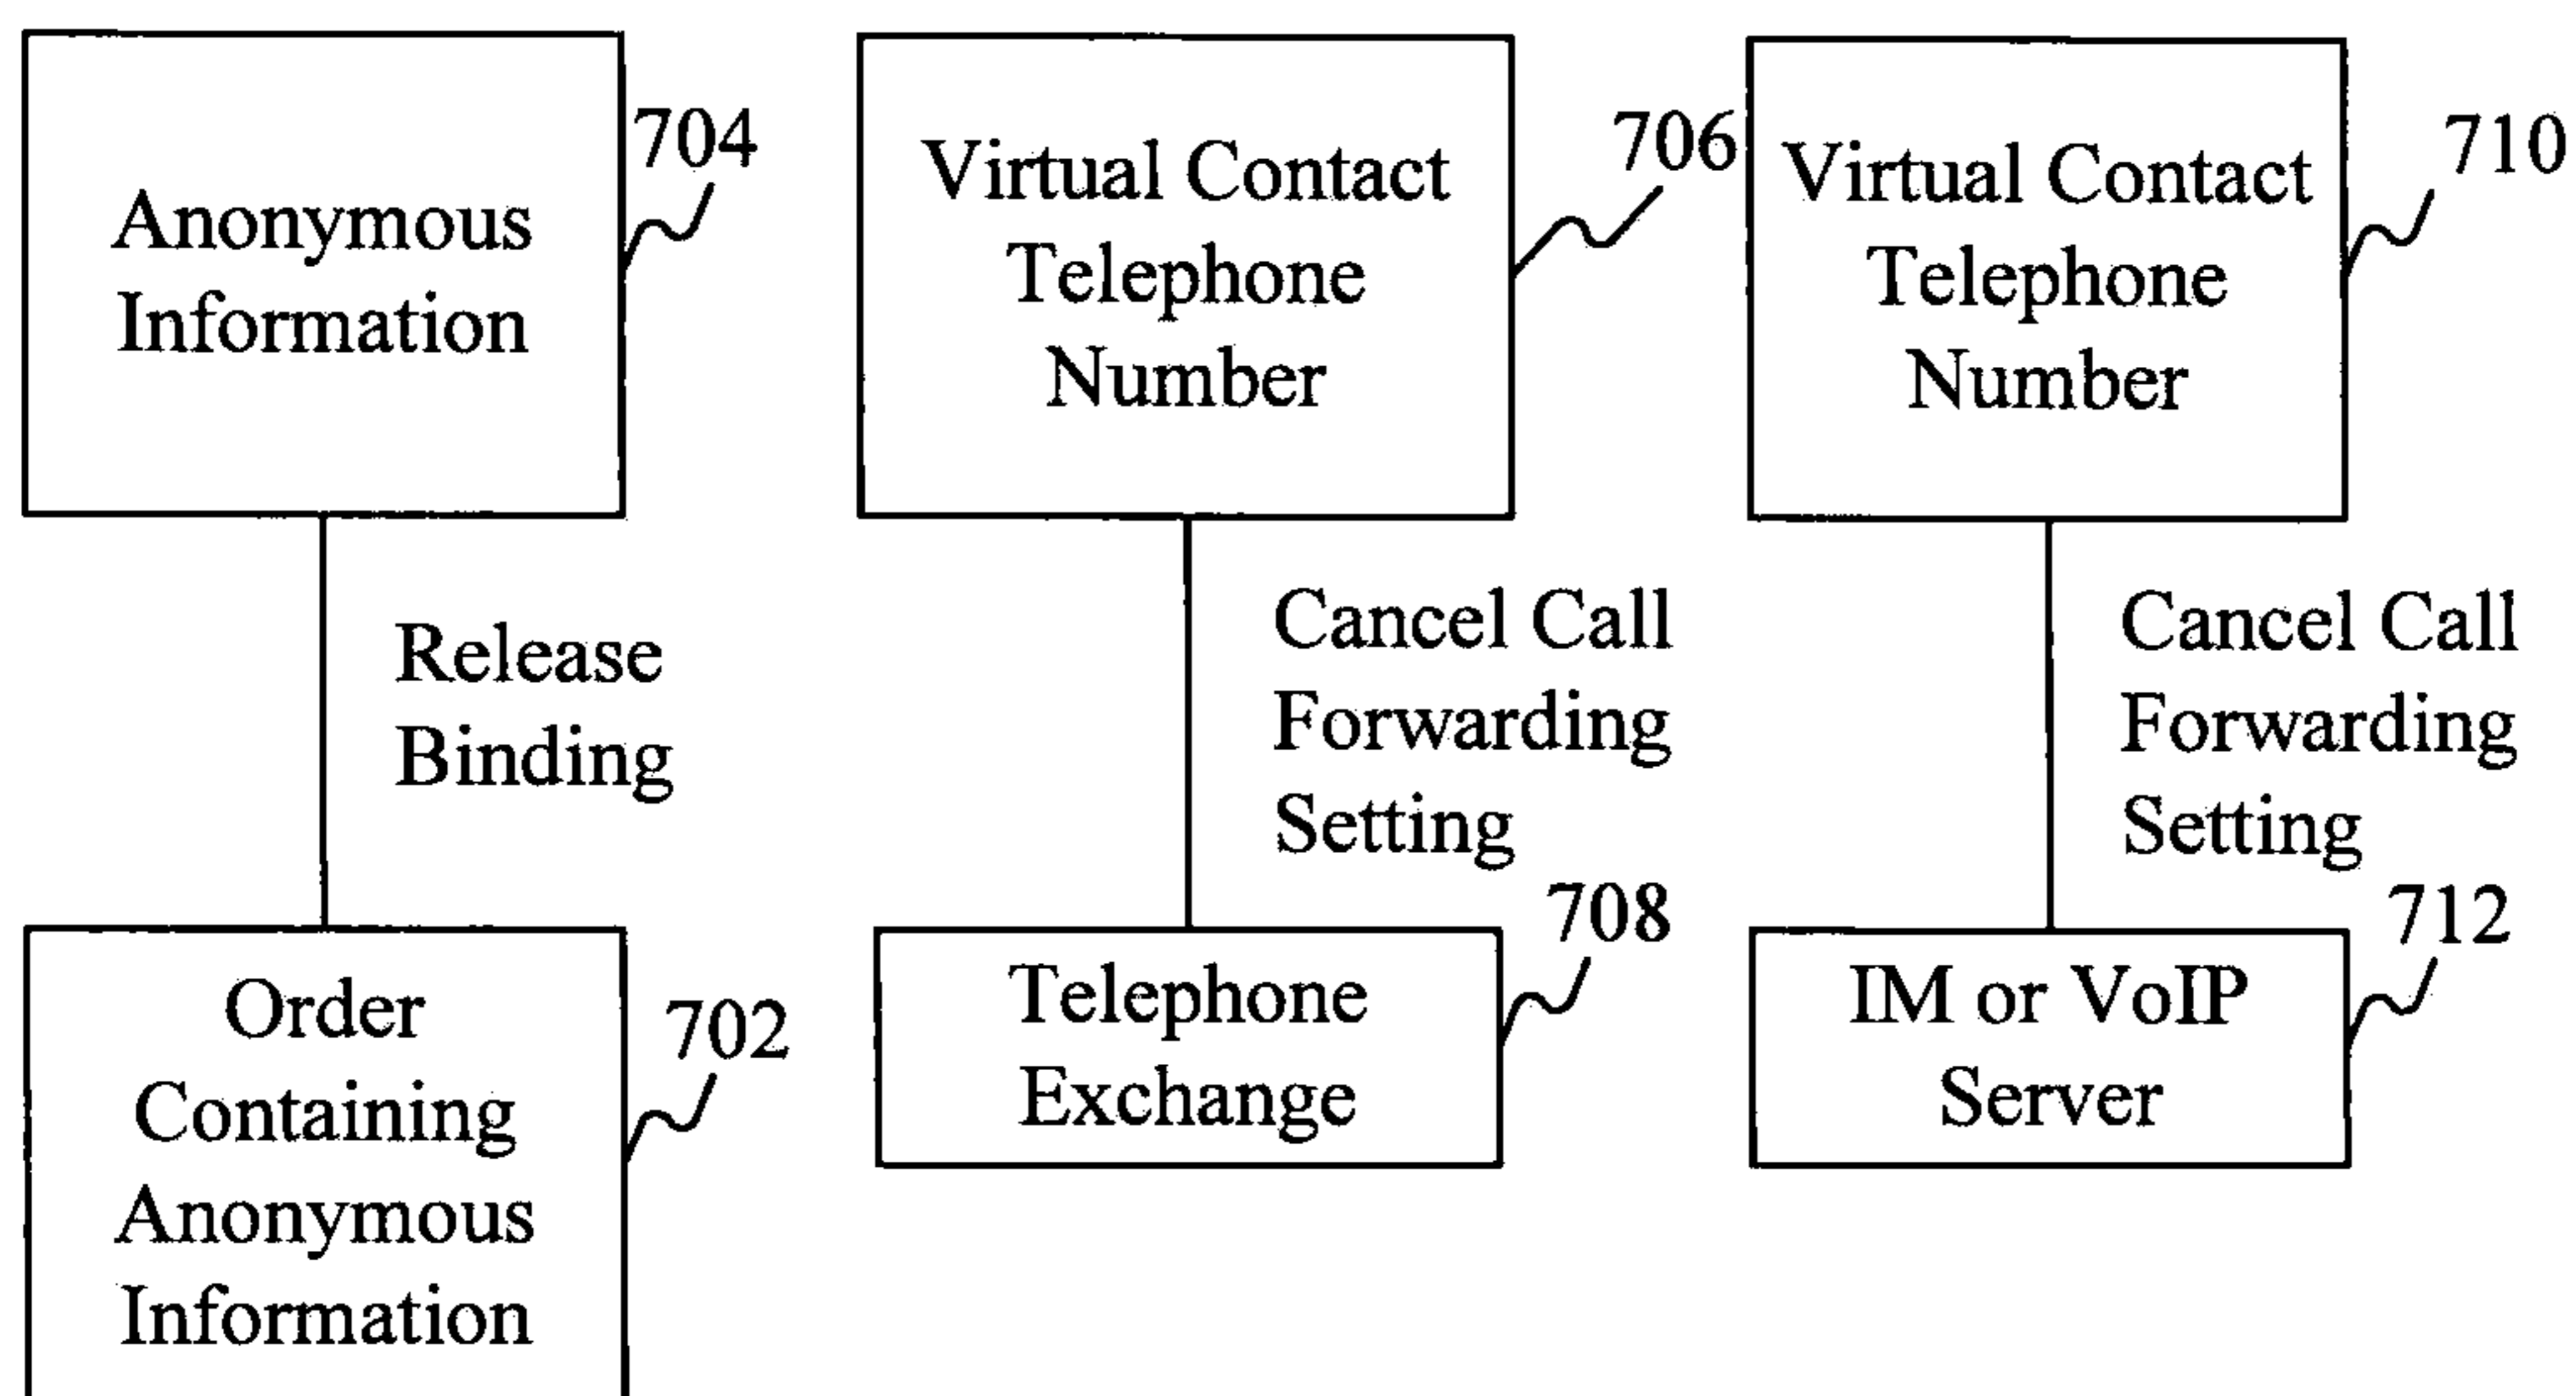 Anonymous
Information
704
Virtual Contact
Telephone
Number
706
Virtual Contact
Telephone
Number
710
Release
Binding
Cancel Call
Forwarding
Setting
Cancel Call
Forwarding
Setting
Order
Containing
Anonymous
Information
702
Telephone
Exchange
708
IM or VoIP
Server
712